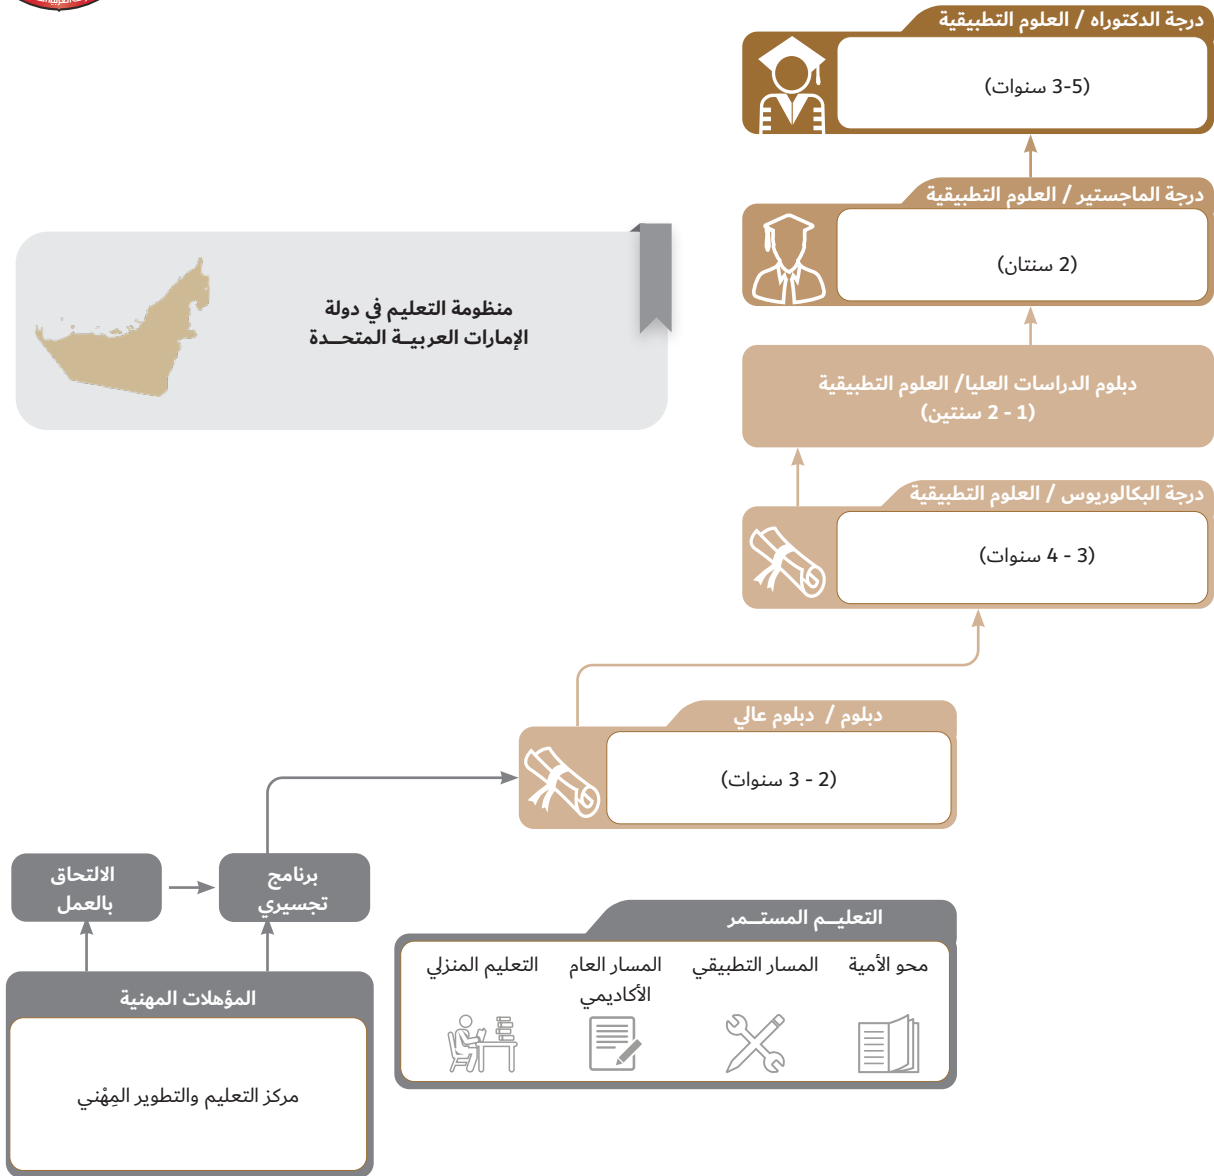 درجة الدكتوراه / العلوم التطبيقية
(3-5 سنوات)
درجة الماجستير / العلوم التطبيقية
(2 سنتان)
منظومة التعليم في دولة
الإمارات العربيــة المتحــدة
دبلوم الدراسات العليا/ العلوم التطبيقية
(1 - 2 سنتين)
درجة البكالوريوس / العلوم التطبيقية
(3 - 4 سنوات)
دبلوم / دبلوم عالي
(2 - 3 سنوات)
برنامج
تجسيري
الالتحاق
بالعمل
التعليــم المستــمر
محو الأمية
المسار التطبيقي
المسار العام
الأكاديمي
التعليم المنزلي
المؤهلات المهنية
مركز التعليم والتطوير المِهْني